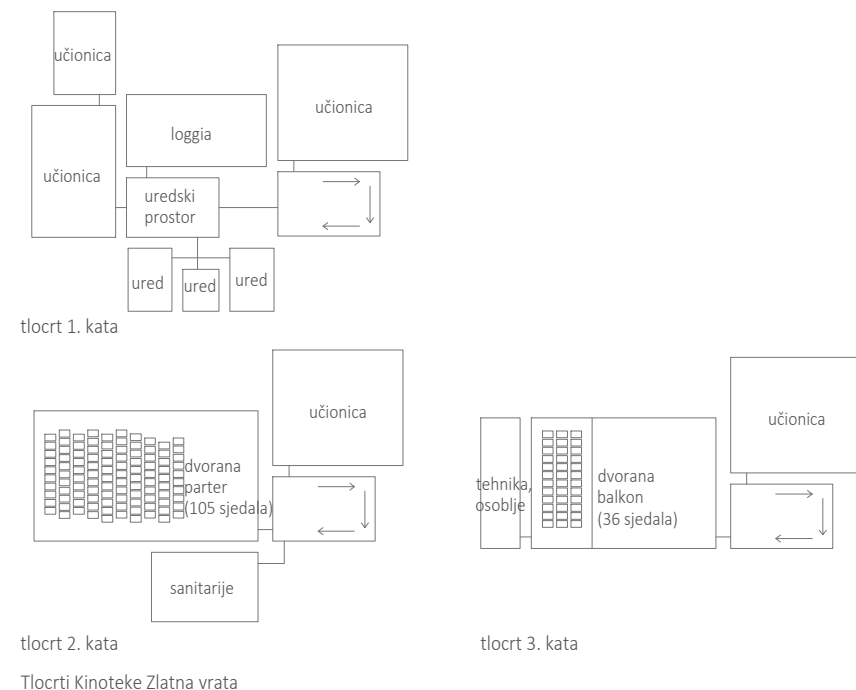 učionica
učionica
loggia
učionica
uredski
prostor
ured
ured
ured
tlocrt 1. kata
učionica
dvorana
parter
(105 sjedala)
sanitarije
tlocrt 2. kata
učionica
tehnika,
osoblje
dvorana
balkon
(36 sjedala)
tlocrt 3. kata
Tlocrti Kinoteke Zlatna vrata